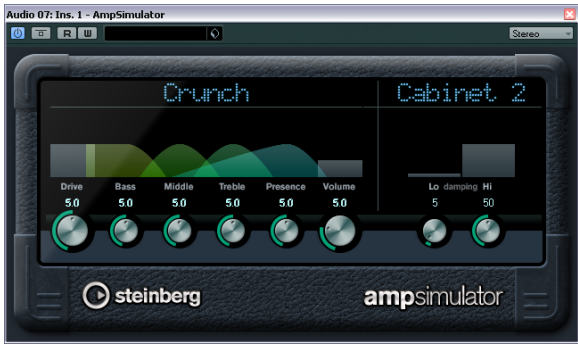 Audio 07: Ins. 1 - AmpSimulator
R W Stereo
Crunch Cabinet 2
Drive Bass Middle Treble Presence Volume Lo damping Hi
5.0 5.0 5.0 5.0 5.0 5.0 5 50
steinberg ampsimulator